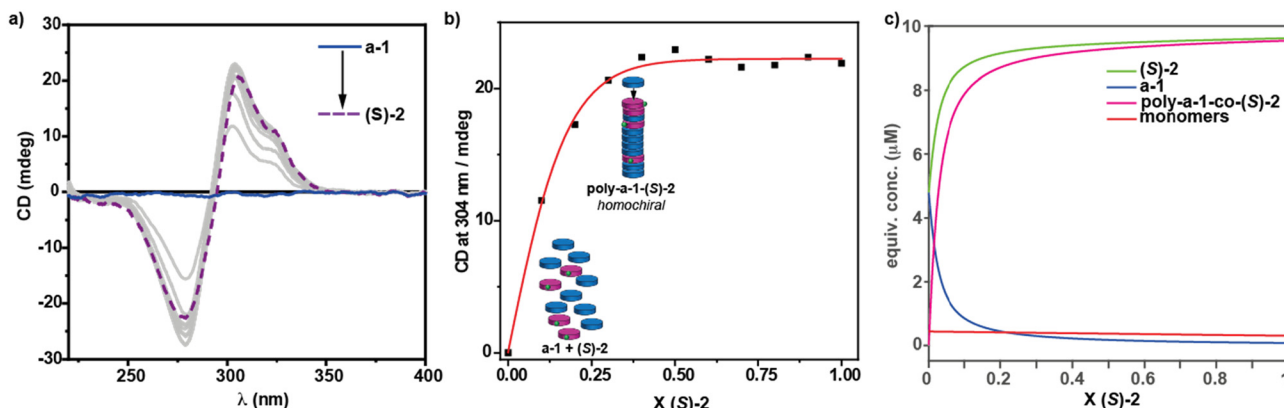 a)
30
20
10
0
-10
-20
-30
CD (mdeg)
a-1
(S)-2
250
300
350
400
λ (nm)
b)
20
10
0
CD at 304 nm / mdeg
poly-a-1-(S)-2
homochiral
a-1 + (S)-2
0.00
0.25
0.50
0.75
1.00
X (S)-2
c)
10
8
6
4
2
0
equiv. conc. (μM)
(S)-2
a-1
poly-a-1-co-(S)-2
monomers
0
0.2
0.4
0.6
0.8
1
X (S)-2